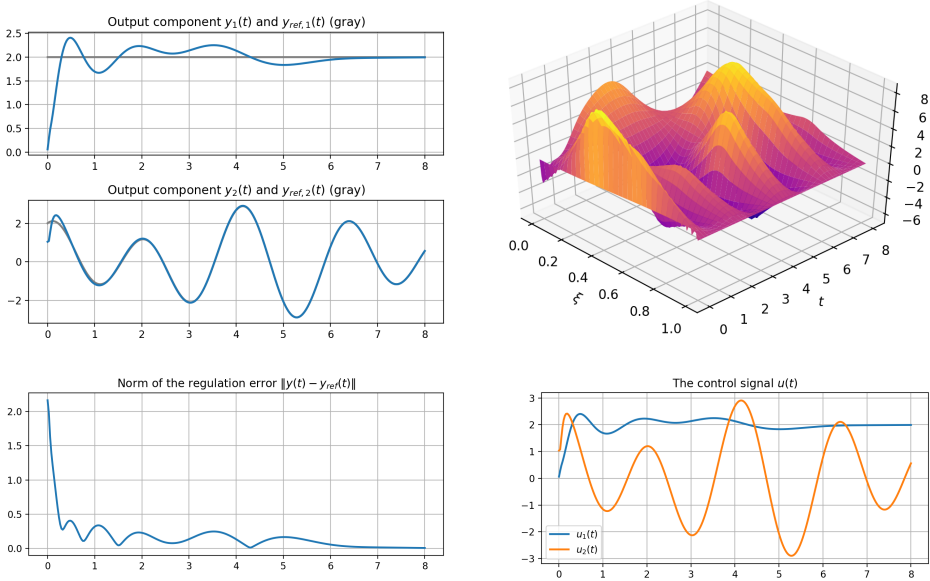 Output component y₁(t) and y_ref,1(t) (gray)
2.5
2.0
1.5
1.0
0.5
0.0
0 1 2 3 4 5 6 7 8
Output component y₂(t) and y_ref,2(t) (gray)
2
0
−2
0 1 2 3 4 5 6 7 8
8
6
4
2
0
−2
−4
−6
0.0 0.2 0.4 0.6 0.8 1.0
ξ
0 1 2 3 4 5 6 7 8
t
Norm of the regulation error ‖y(t) − y_ref(t)‖
2.0
1.5
1.0
0.5
0.0
0 1 2 3 4 5 6 7 8
The control signal u(t)
3
2
1
0
−1
−2
−3
u₁(t)
u₂(t)
0 1 2 3 4 5 6 7 8